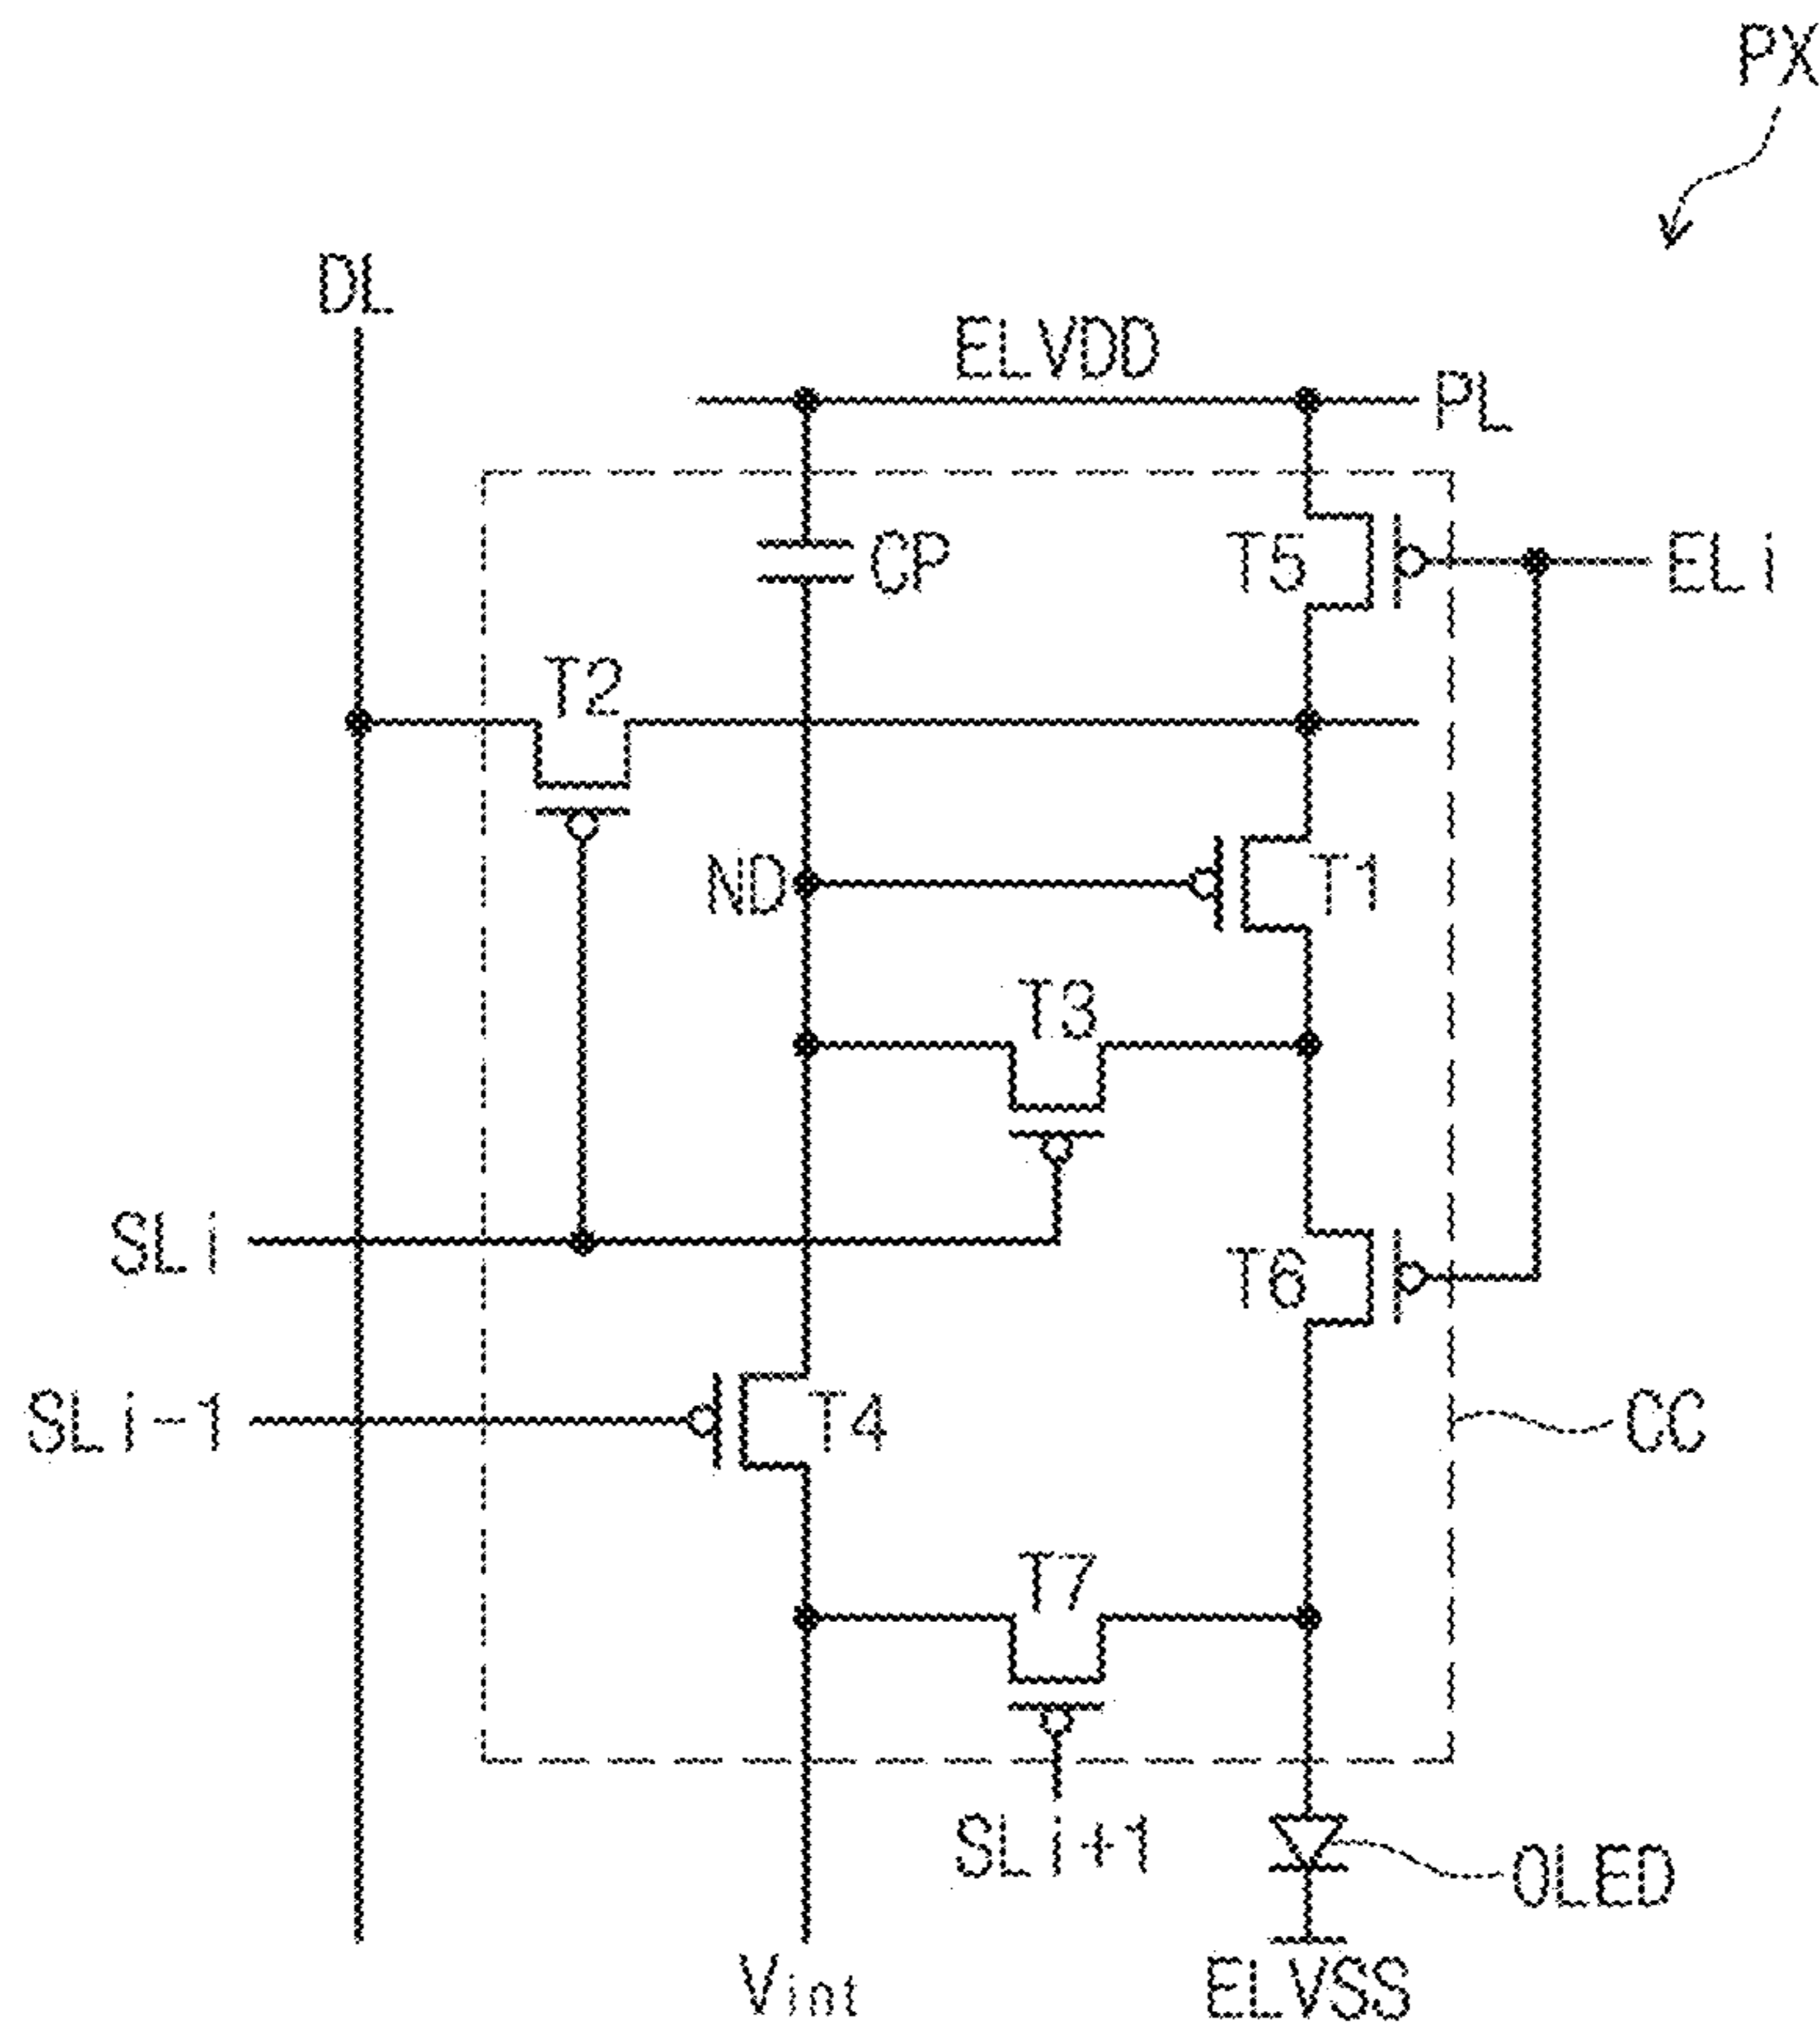 PX
DL
ELVDD
PL
CP
T5
ELi
T2
ND
T1
T3
SLi
T6
SLi-1
T4
CC
T7
SLi+1
OLED
Vint
ELVSS